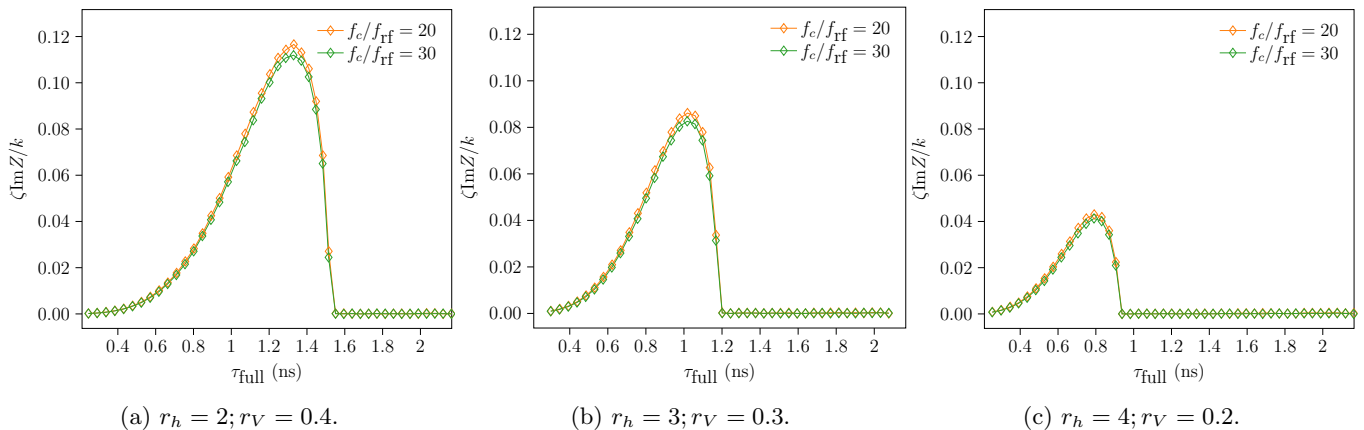 0.12
0.10
0.08
0.06
0.04
0.02
0.00
ζImZ/k
f_c/f_rf = 20
f_c/f_rf = 30
0.4 0.6 0.8 1 1.2 1.4 1.6 1.8 2
τ_full (ns)
(a) r_h = 2; r_V = 0.4.
0.12
0.10
0.08
0.06
0.04
0.02
0.00
ζImZ/k
f_c/f_rf = 20
f_c/f_rf = 30
0.4 0.6 0.8 1 1.2 1.4 1.6 1.8 2
τ_full (ns)
(b) r_h = 3; r_V = 0.3.
0.12
0.10
0.08
0.06
0.04
0.02
0.00
ζImZ/k
f_c/f_rf = 20
f_c/f_rf = 30
0.4 0.6 0.8 1 1.2 1.4 1.6 1.8 2
τ_full (ns)
(c) r_h = 4; r_V = 0.2.